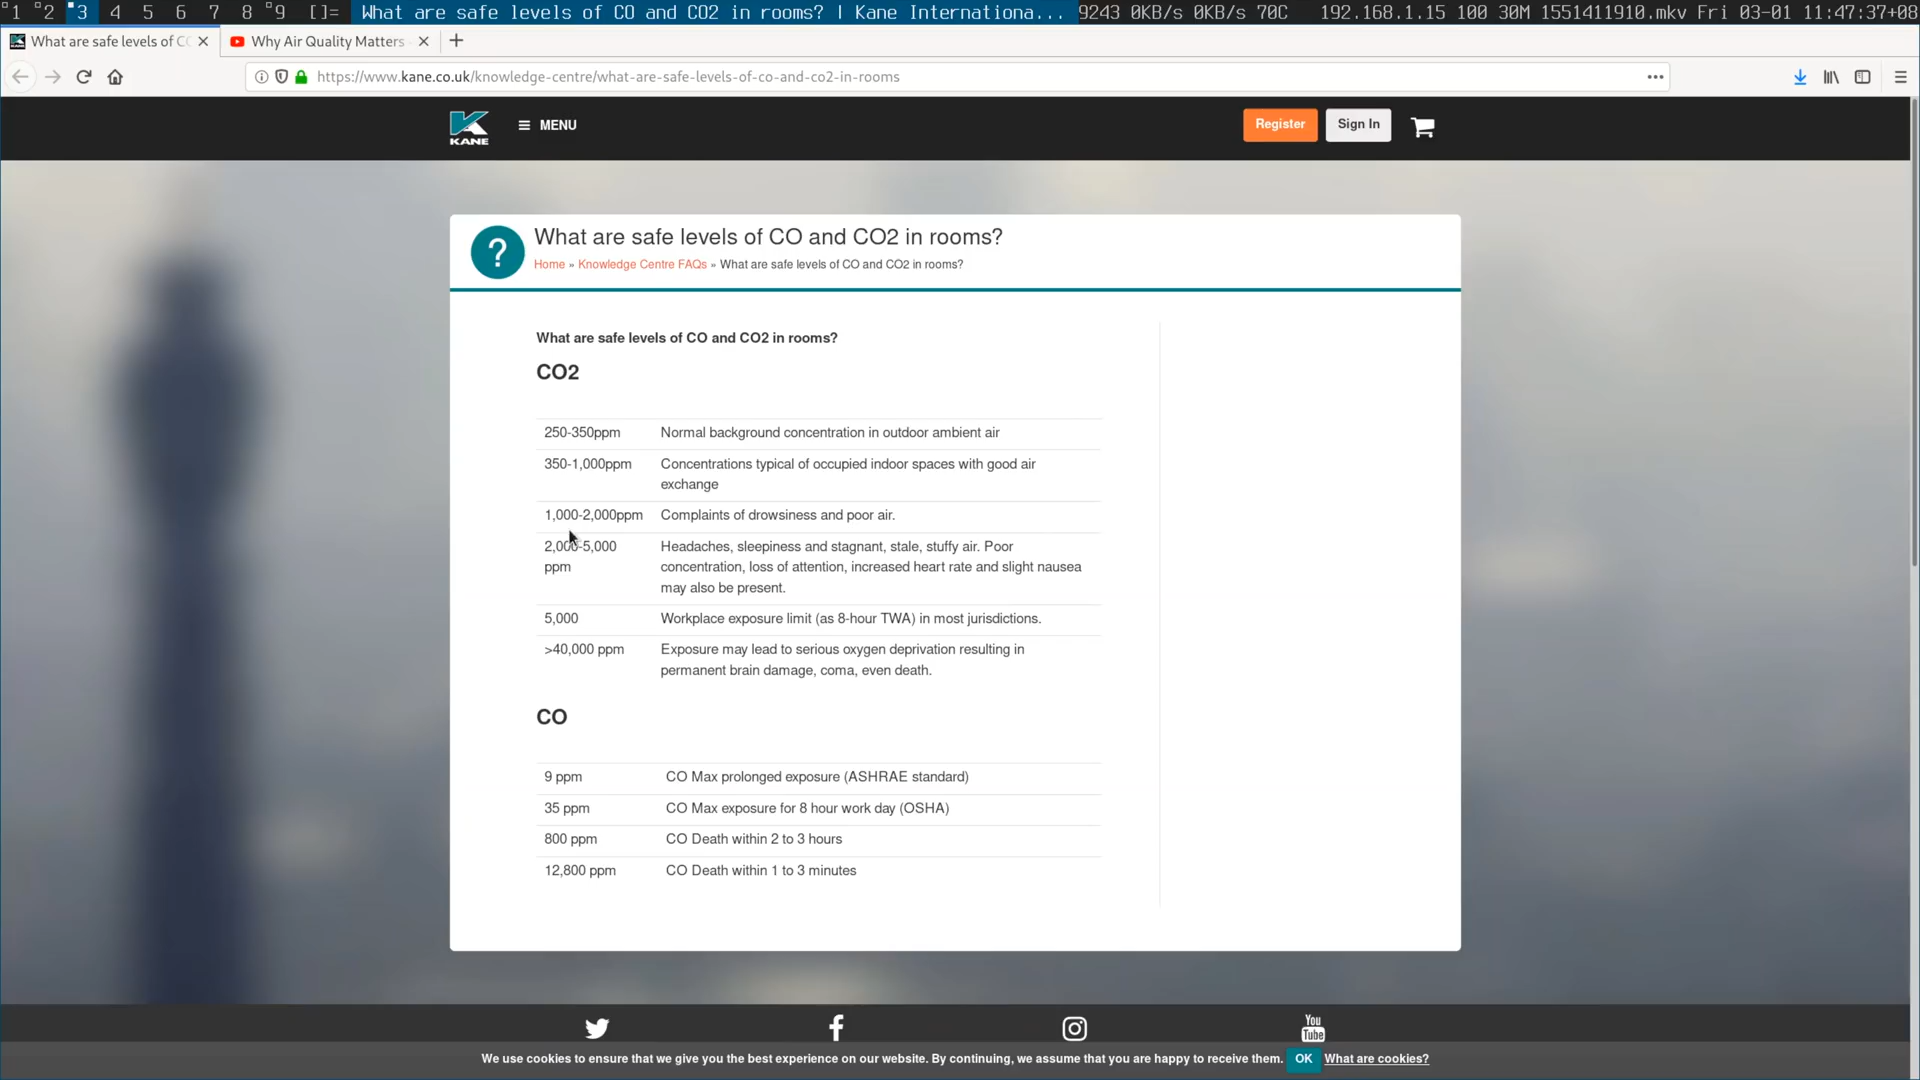 1 2 3 4 5 6 7 8 9 []= What are safe levels of CO and CO2 in rooms? | Kane Internationa... 9243 0KB/s 0KB/s 70C 192.168.1.15 100 30M 1551411910.mkv Fri 03-01 11:47:37+08
What are safe levels of CO Why Air Quality Matters
https://www.kane.co.uk/knowledge-centre/what-are-safe-levels-of-co-and-co2-in-rooms
KANE MENU Register Sign In
What are safe levels of CO and CO2 in rooms?
Home » Knowledge Centre FAQs » What are safe levels of CO and CO2 in rooms?
What are safe levels of CO and CO2 in rooms?
CO2
250-350ppm Normal background concentration in outdoor ambient air
350-1,000ppm Concentrations typical of occupied indoor spaces with good air
exchange
1,000-2,000ppm Complaints of drowsiness and poor air.
2,000-5,000 Headaches, sleepiness and stagnant, stale, stuffy air. Poor
ppm concentration, loss of attention, increased heart rate and slight nausea
may also be present.
5,000 Workplace exposure limit (as 8-hour TWA) in most jurisdictions.
>40,000 ppm Exposure may lead to serious oxygen deprivation resulting in
permanent brain damage, coma, even death.
CO
9 ppm CO Max prolonged exposure (ASHRAE standard)
35 ppm CO Max exposure for 8 hour work day (OSHA)
800 ppm CO Death within 2 to 3 hours
12,800 ppm CO Death within 1 to 3 minutes
You
Tube
We use cookies to ensure that we give you the best experience on our website. By continuing, we assume that you are happy to receive them. OK What are cookies?